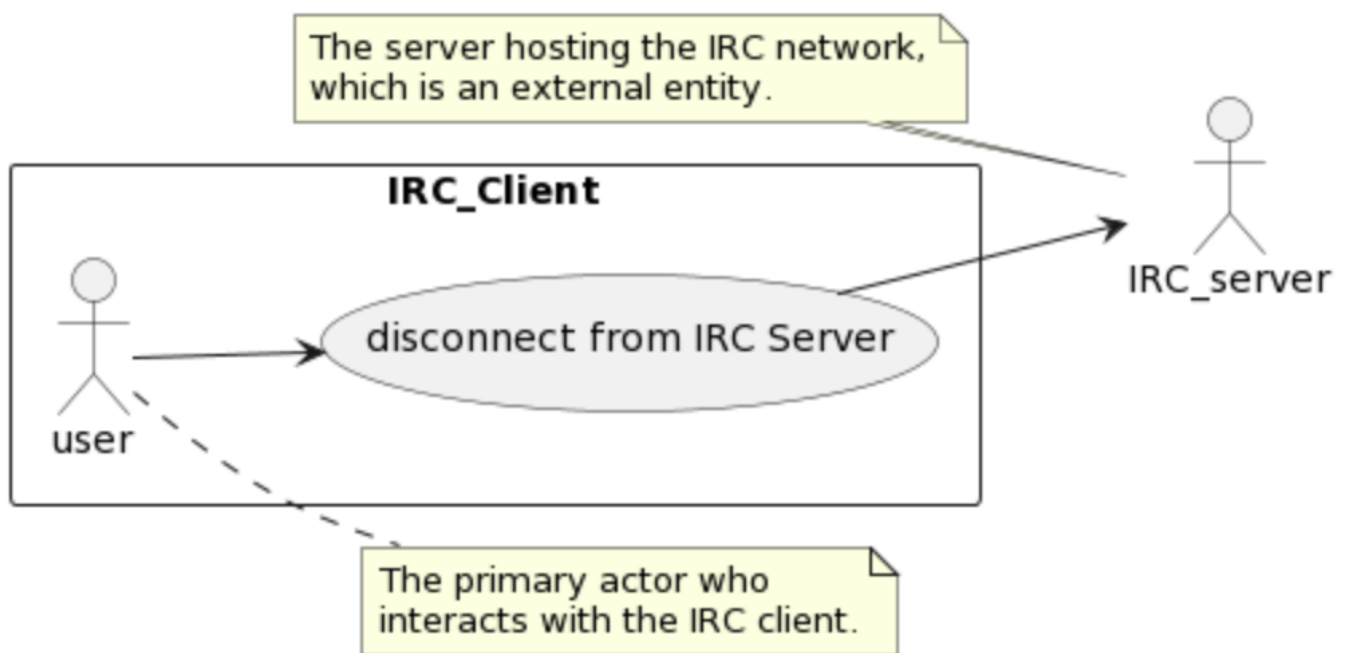 The server hosting the IRC network,
which is an external entity.
IRC_Client
IRC_server
disconnect from IRC Server
user
The primary actor who
interacts with the IRC client.